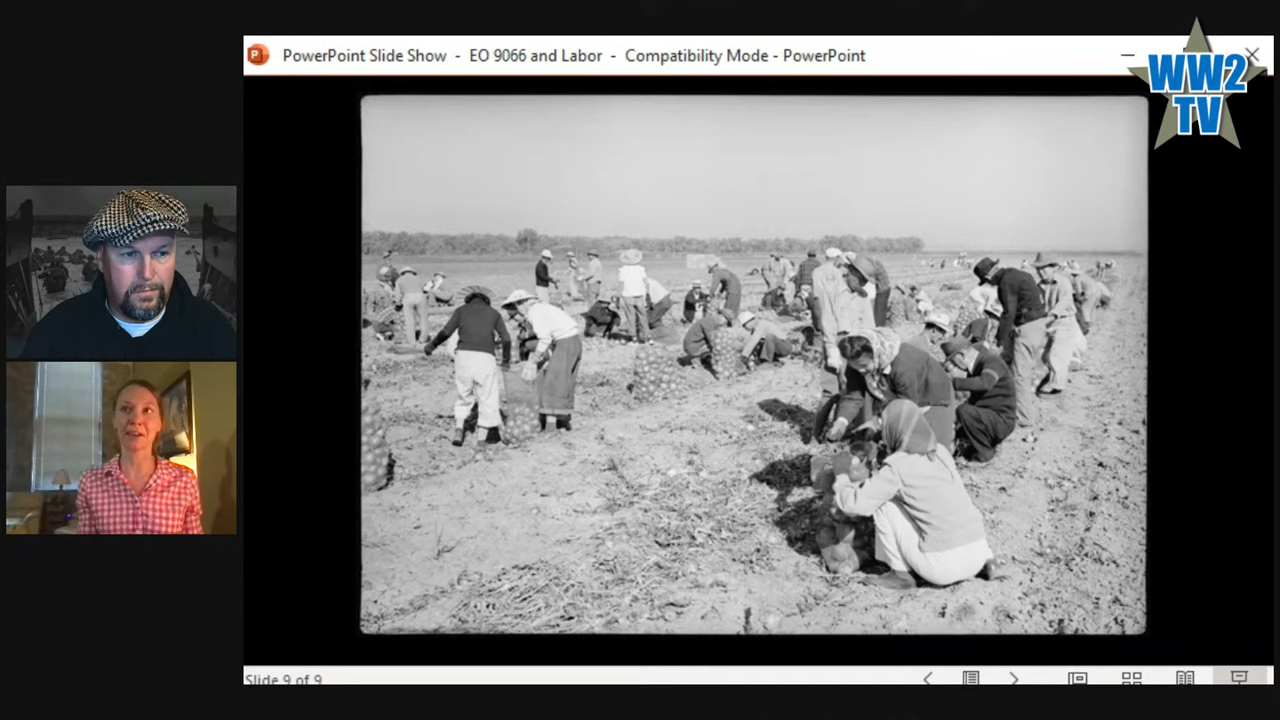 PowerPoint Slide Show - EO 9066 and Labor - Compatibility Mode - PowerPoint
WW2
TV
Slide 9 of 9